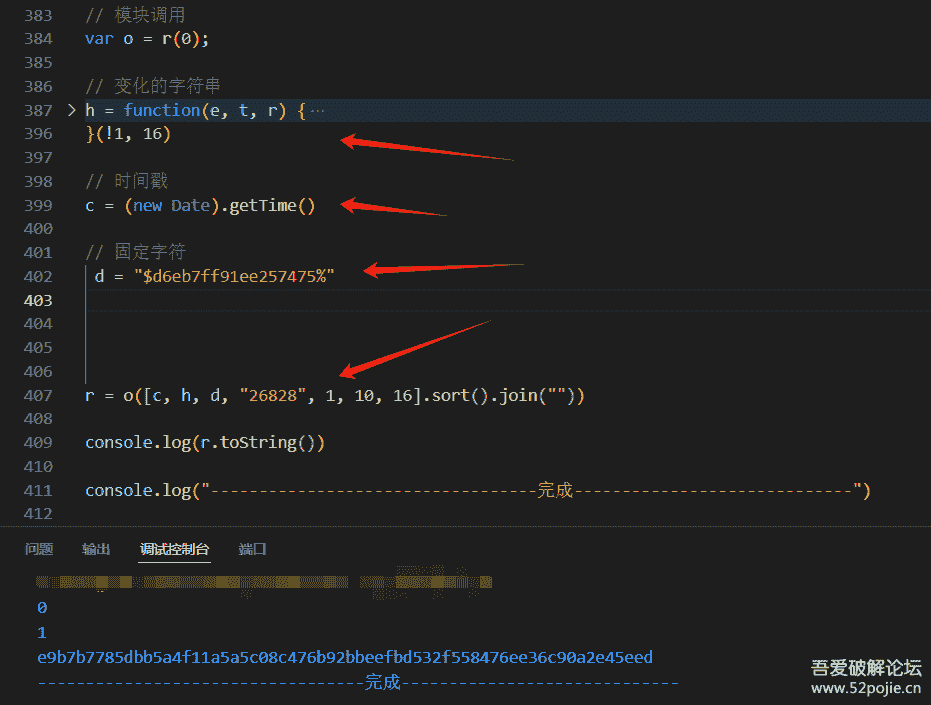 383 // 模块调用
384 var o = r(0);
385
386 // 变化的字符串
387 > h = function(e, t, r) { ···
396 }(!1, 16)
397
398 // 时间戳
399 c = (new Date).getTime()
400
401 // 固定字符
402 d = "$d6eb7ff91ee257475%"
403
404
405
406
407 r = o([c, h, d, "26828", 1, 10, 16].sort().join(""))
408
409 console.log(r.toString())
410
411 console.log("---------------------------------完成----------------------------")
412
问题 输出 调试控制台 端口
0
1
e9b7b7785dbb5a4f11a5a5c08c476b92bbeefbd532f558476ee36c90a2e45eed
---------------------------------完成----------------------------
吾爱破解论坛
www.52pojie.cn